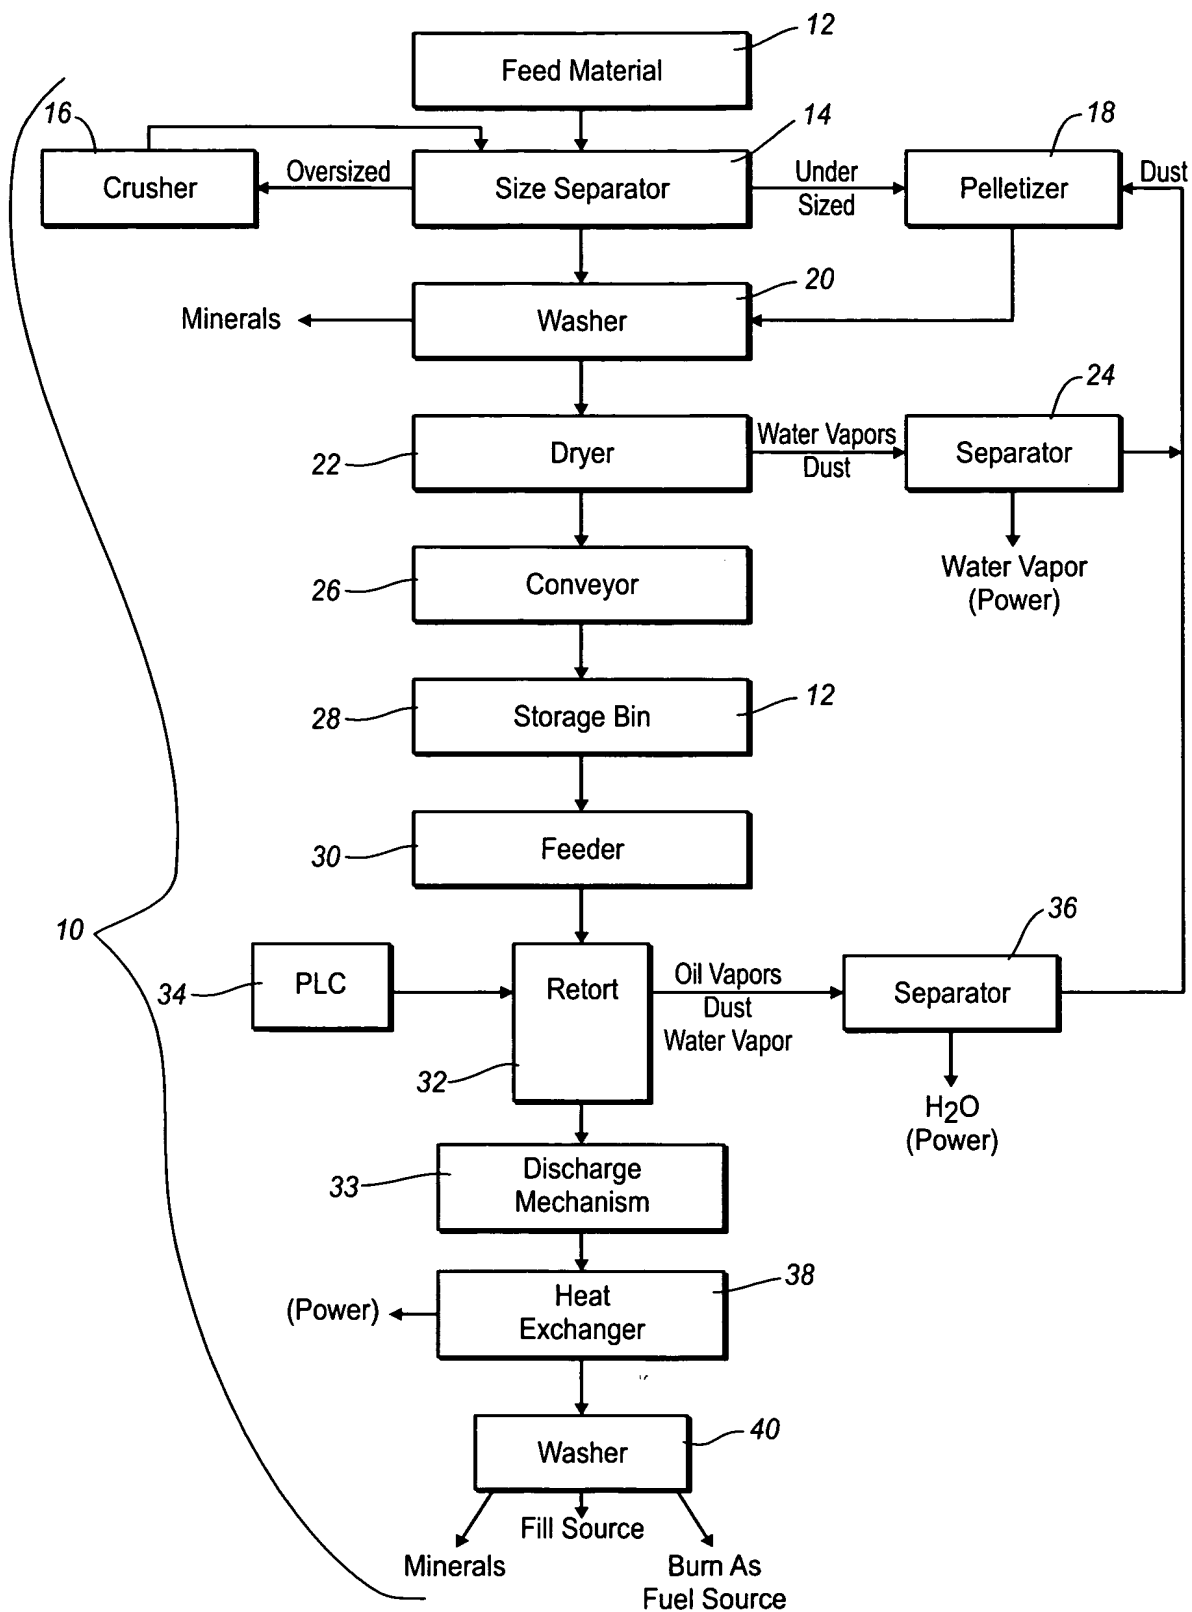 12
Feed Material
16
14
18
Crusher
Oversized
Size Separator
Under
Sized
Pelletizer
Dust
20
Minerals
Washer
24
22
Dryer
Water Vapors
Dust
Separator
26
Conveyor
Water Vapor
(Power)
28
Storage Bin
12
30
Feeder
10
36
34
PLC
Retort
32
Oil Vapors
Dust
Water Vapor
Separator
H2O
(Power)
33
Discharge
Mechanism
38
(Power)
Heat
Exchanger
40
Washer
Fill Source
Minerals
Burn As
Fuel Source